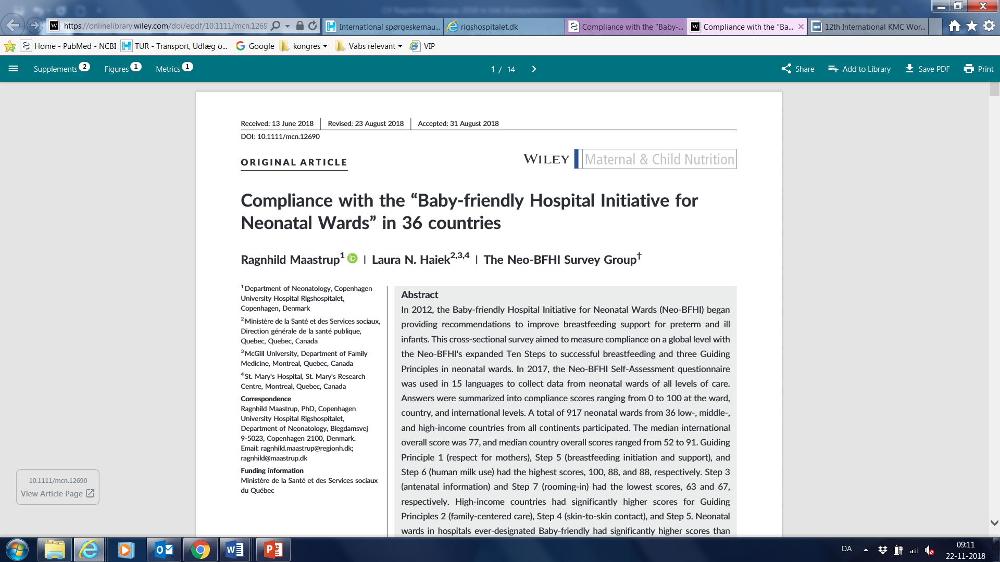 https://onlinelibrary.wiley.com/doi/epdf/10.1111/mcn.1269
International spørgeskemau...
rigshospitalet.dk
Compliance with the "Baby-...
Compliance with the "Ba...
12th International KMC Wor...
Home - PubMed - NCBI
TUR - Transport, Udlæg o...
Google
kongres
Vabs relevant
VIP
Supplements 2
Figures 1
Metrics 1
1 / 14
Share
Add to Library
Save PDF
Print
Received: 13 June 2018 | Revised: 23 August 2018 | Accepted: 31 August 2018
DOI: 10.1111/mcn.12690
ORIGINAL ARTICLE
WILEY Maternal & Child Nutrition
Compliance with the “Baby-friendly Hospital Initiative for
Neonatal Wards” in 36 countries
Ragnhild Maastrup1 iD | Laura N. Haiek2,3,4 | The Neo-BFHI Survey Group†
1 Department of Neonatology, Copenhagen
University Hospital Rigshospitalet,
Copenhagen, Denmark
2 Ministère de la Santé et des Services sociaux,
Direction générale de la santé publique,
Quebec, Quebec, Canada
3 McGill University, Department of Family
Medicine, Montreal, Quebec, Canada
4 St. Mary's Hospital, St. Mary's Research
Centre, Montreal, Quebec, Canada
Correspondence
Ragnhild Maastrup, PhD, Copenhagen
University Hospital Rigshospitalet,
Department of Neonatology, Blegdamsvej
9-5023, Copenhagen 2100, Denmark.
Email: ragnhild.maastrup@regionh.dk;
ragnhild@maastrup.dk
Funding information
Ministère de la Santé et des Services sociaux
du Québec
Abstract
In 2012, the Baby-friendly Hospital Initiative for Neonatal Wards (Neo-BFHI) began
providing recommendations to improve breastfeeding support for preterm and ill
infants. This cross-sectional survey aimed to measure compliance on a global level with
the Neo-BFHI's expanded Ten Steps to successful breastfeeding and three Guiding
Principles in neonatal wards. In 2017, the Neo-BFHI Self-Assessment questionnaire
was used in 15 languages to collect data from neonatal wards of all levels of care.
Answers were summarized into compliance scores ranging from 0 to 100 at the ward,
country, and international levels. A total of 917 neonatal wards from 36 low-, middle-,
and high-income countries from all continents participated. The median international
overall score was 77, and median country overall scores ranged from 52 to 91. Guiding
Principle 1 (respect for mothers), Step 5 (breastfeeding initiation and support), and
Step 6 (human milk use) had the highest scores, 100, 88, and 88, respectively. Step 3
(antenatal information) and Step 7 (rooming-in) had the lowest scores, 63 and 67,
respectively. High-income countries had significantly higher scores for Guiding
Principles 2 (family-centered care), Step 4 (skin-to-skin contact), and Step 5. Neonatal
wards in hospitals ever-designated Baby-friendly had significantly higher scores than
10.1111/mcn.12690
View Article Page
DA
09:11
22-11-2018